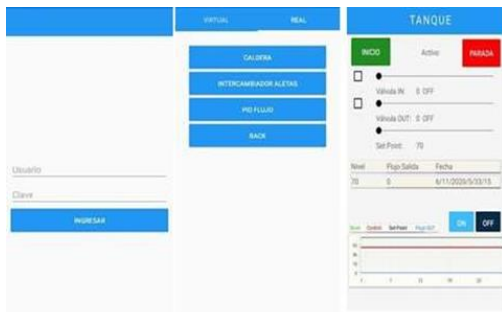 Usuario
Clave
INGRESAR
VIRTUAL REAL
CALDERA
INTERCAMBIADOR ALETAS
PID FLUJO
BACK
TANQUE
INICIO Activo PARADA
Válvula IN: 0 OFF
Válvula OUT: 0 OFF
Set Point: 70
Nivel Flujo Salida Fecha
70 0 6/11/2020/5/33/15
ON OFF
Nivel Control Set Point Flujo OUT